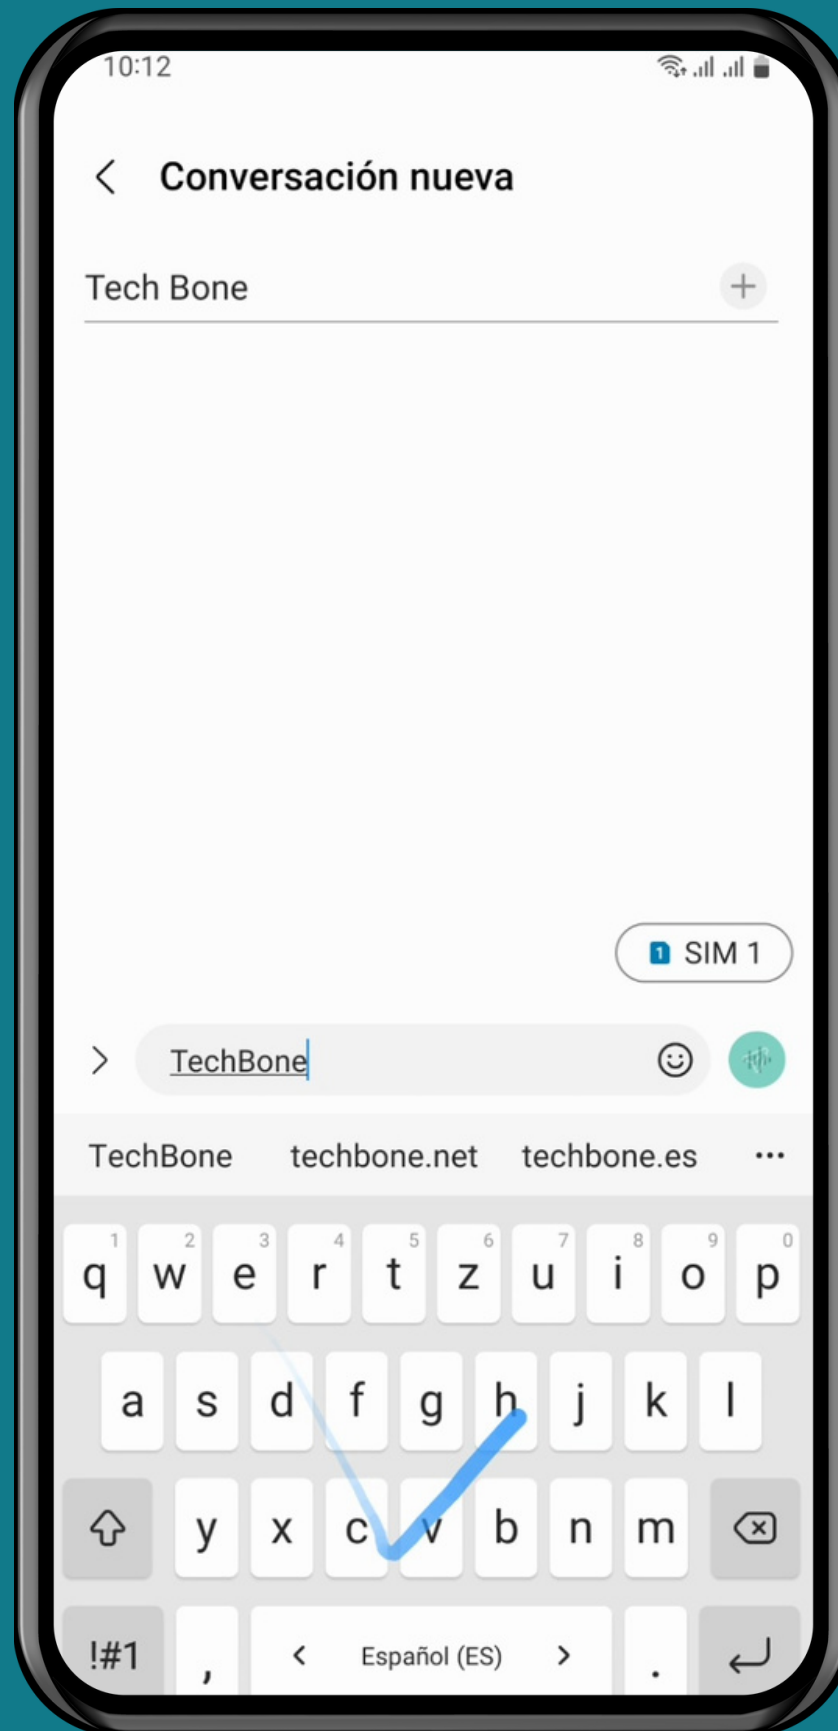 10:12
Conversación nueva
Tech Bone
1 SIM 1
TechBone
TechBone techbone.net techbone.es ...
1 2 3 4 5 6 7 8 9 0
q w e r t z u i o p
a s d f g h j k l
y x c v b n m
!#1 , < Español (ES) > .